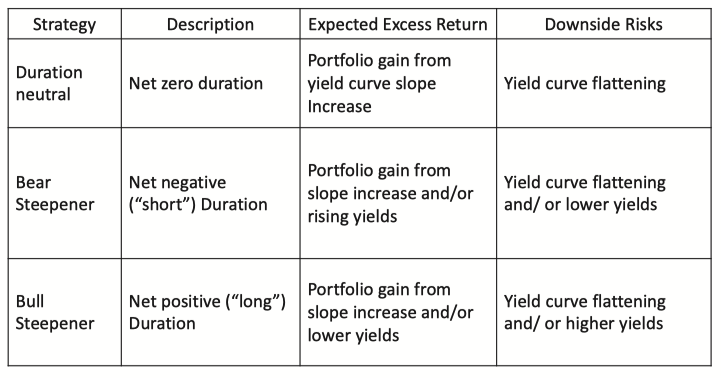 Strategy
Description
Expected Excess Return
Downside Risks
Duration
neutral
Net zero duration
Portfolio gain from
yield curve slope
Increase
Yield curve flattening
Bear
Steepener
Net negative
(“short”) Duration
Portfolio gain from
slope increase and/or
rising yields
Yield curve flattening
and/ or lower yields
Bull
Steepener
Net positive (“long”)
Duration
Portfolio gain from
slope increase and/or
lower yields
Yield curve flattening
and/ or higher yields